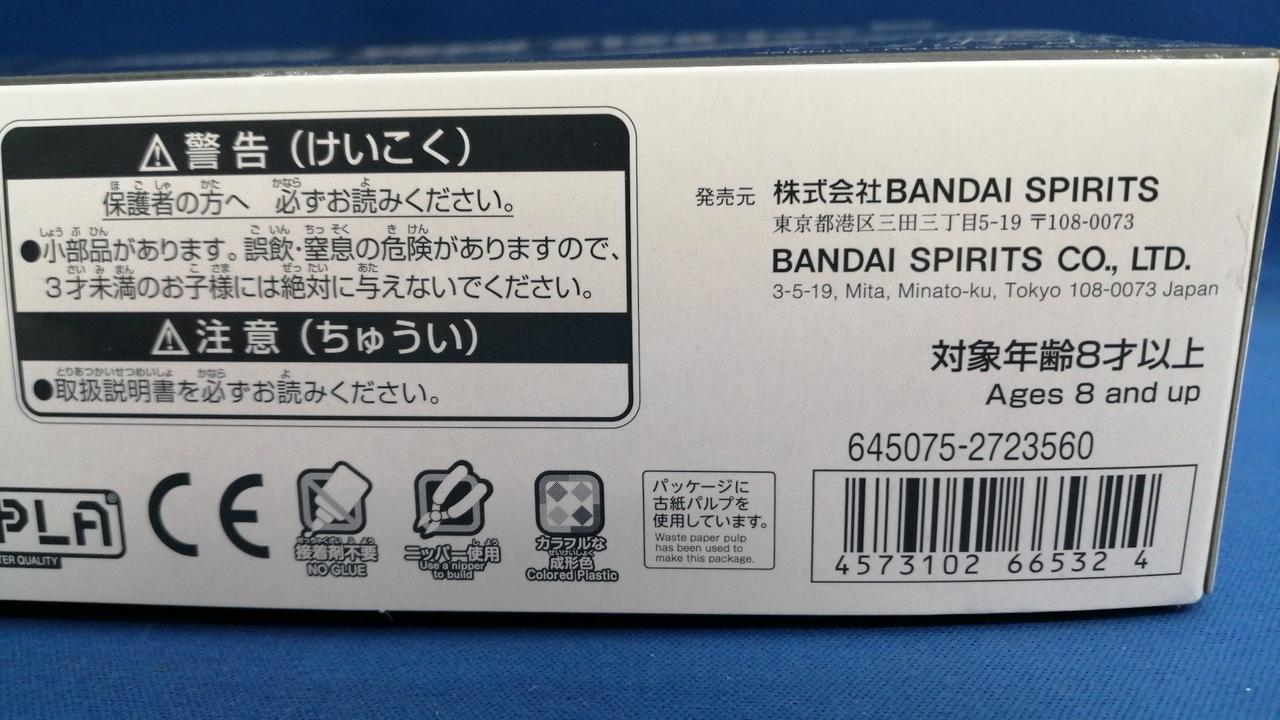 警告（けいこく）
保護者の方へ 必ずお読みください。
●小部品があります。誤飲・窒息の危険がありますので、
３才未満のお子様には絶対に与えないでください。
注意（ちゅうい）
●取扱説明書を必ずお読みください。
発売元 株式会社BANDAI SPIRITS
東京都港区三田三丁目5-19 〒108-0073
BANDAI SPIRITS CO., LTD.
3-5-19, Mita, Minato-ku, Tokyo 108-0073 Japan
対象年齢8才以上
Ages 8 and up
645075-2723560
4573102 66532 4
PLA®
TER QUALITY
CE
接着剤不要
NO GLUE
ニッパー使用
Use a nipper
to build
カラフルな
成形色
Colored Plastic
パッケージに
古紙パルプを
使用しています。
Waste paper pulp
has been used to
make this package.